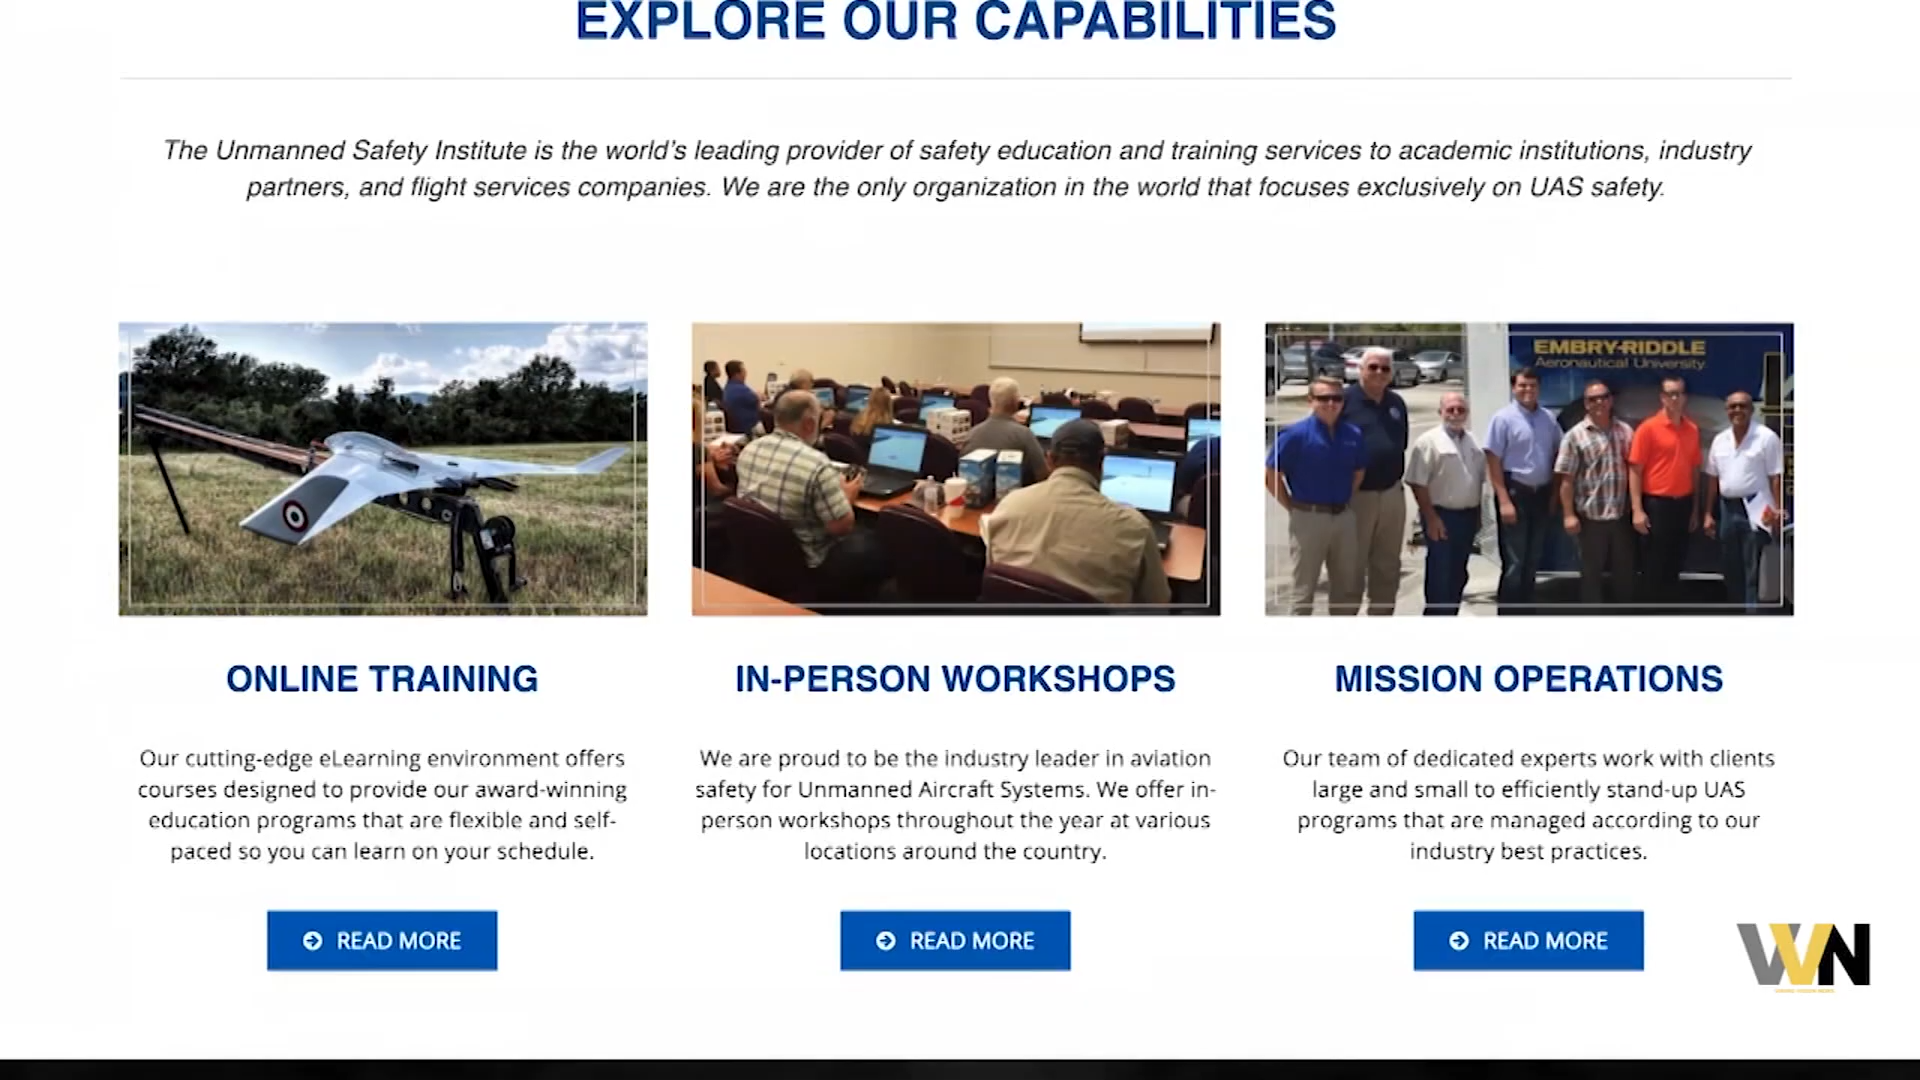 EXPLORE OUR CAPABILITIES
The Unmanned Safety Institute is the world's leading provider of safety education and training services to academic institutions, industry
partners, and flight services companies. We are the only organization in the world that focuses exclusively on UAS safety.
EMBRY-RIDDLE
Aeronautical University
ONLINE TRAINING
Our cutting-edge eLearning environment offers
courses designed to provide our award-winning
education programs that are flexible and self-
paced so you can learn on your schedule.
READ MORE
IN-PERSON WORKSHOPS
We are proud to be the industry leader in aviation
safety for Unmanned Aircraft Systems. We offer in-
person workshops throughout the year at various
locations around the country.
READ MORE
MISSION OPERATIONS
Our team of dedicated experts work with clients
large and small to efficiently stand-up UAS
programs that are managed according to our
industry best practices.
READ MORE
WVN